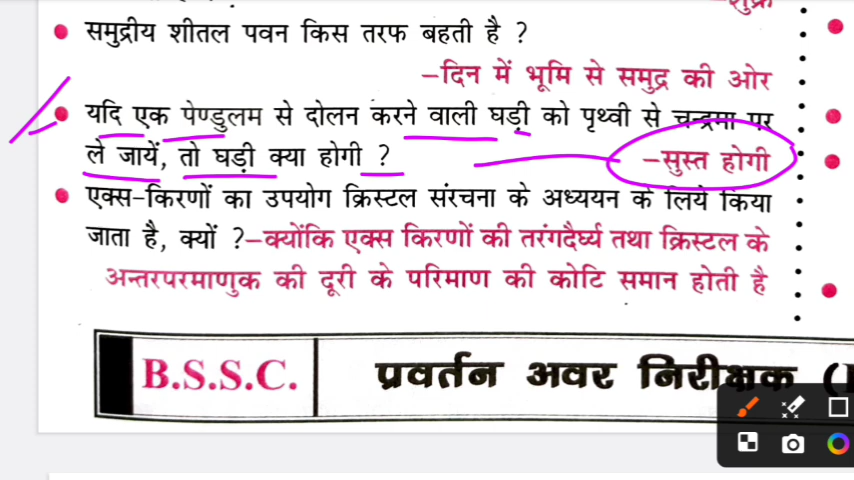 शुक्र
समुद्रीय शीतल पवन किस तरफ बहती है ?
–दिन में भूमि से समुद्र की ओर
यदि एक पेण्डुलम से दोलन करने वाली घड़ी को पृथ्वी से चन्द्रमा पर
ले जायें, तो घड़ी क्या होगी ?
–सुस्त होगी
एक्स-किरणों का उपयोग क्रिस्टल संरचना के अध्ययन के लिये किया
जाता है, क्यों ?–क्योंकि एक्स किरणों की तरंगदैर्घ्य तथा क्रिस्टल के
अन्तरपरमाणुक की दूरी के परिमाण की कोटि समान होती है
B.S.S.C. प्रवर्तन अवर निरीक्षक (